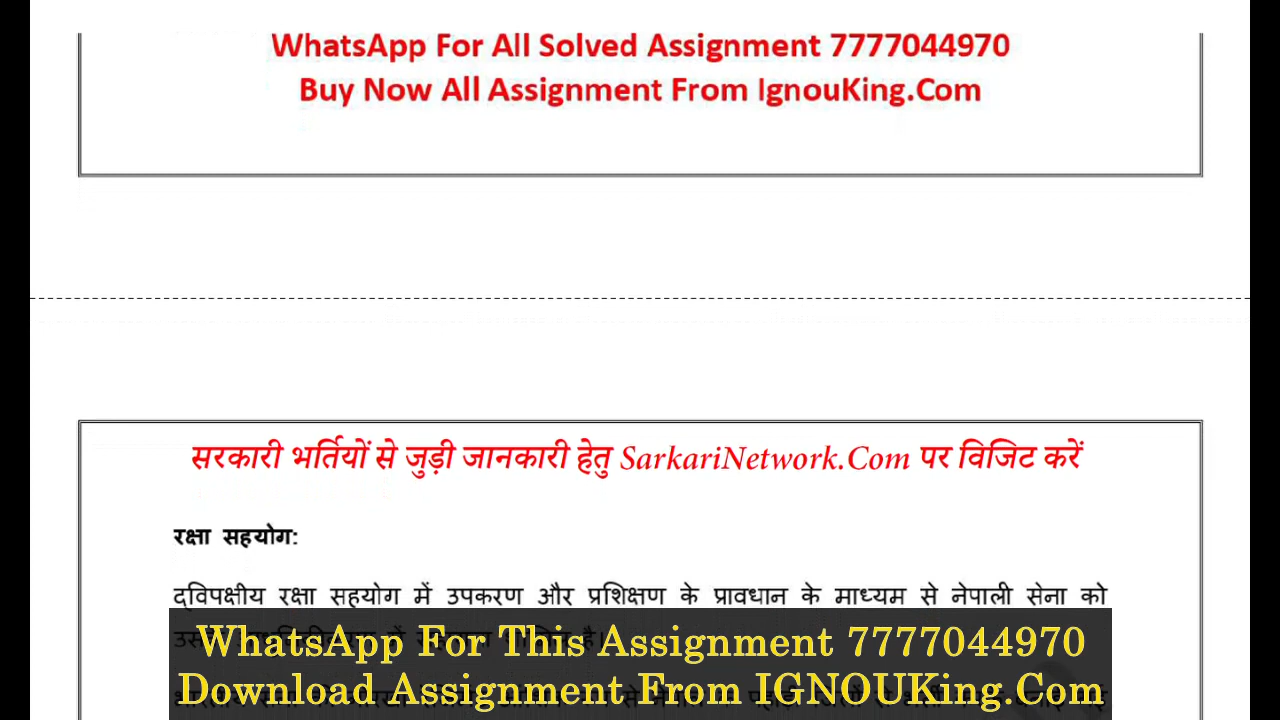 WhatsApp For All Solved Assignment 7777044970
Buy Now All Assignment From IgnouKing.Com
सरकारी भर्तियों से जुड़ी जानकारी हेतु SarkariNetwork.Com पर विजिट करें
रक्षा सहयोग:
द्विपक्षीय रक्षा सहयोग में उपकरण और प्रशिक्षण के प्रावधान के माध्यम से नेपाली सेना को
WhatsApp For This Assignment 7777044970
Download Assignment From IGNOUKing.Com